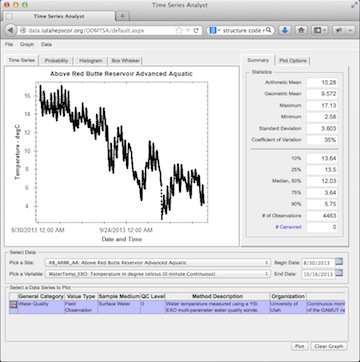 Time Series Analyst
Time Series Analyst
data.iutahepscor.org/ODMTSA/default.aspx
structure code r
File Graph Data
Time Series Probability Histogram Box Whisker
Above Red Butte Reservoir Advanced Aquatic
Temperature - degC
16
14
12
10
8
6
4
8/30/2013 12:00 AM 9/24/2013 12:00 AM
Date and Time
Summary Plot Options
Statistics
Arithmetic Mean 10.28
Geometric Mean 9.572
Maximum 17.13
Minimum 2.58
Standard Deviation 3.603
Coefficient of Variation 35%
10% 13.64
25% 13.5
Median, 50% 12.03
75% 3.64
90% 5.75
# of Observations 4463
# Censored 0
Select Data:
Pick a Site: RB_ARBR_AA: Above Red Butte Reservoir Advanced Aquatic
Begin Date: 8/30/2013
Pick a Variable: WaterTemp_EXO: Temperature in degree celsius (0 minute Continuous)
End Date: 10/16/2013
Select a Data Series to Plot
General Category Value Type Sample Medium QC Level Method Description Organization
Water Quality Field Observation Surface Water 0 Water temperature measured using a YSI EXO multi-parameter water quality sonde. University of Utah Continuous moni of the GAMUT n
Plot Clear Graph